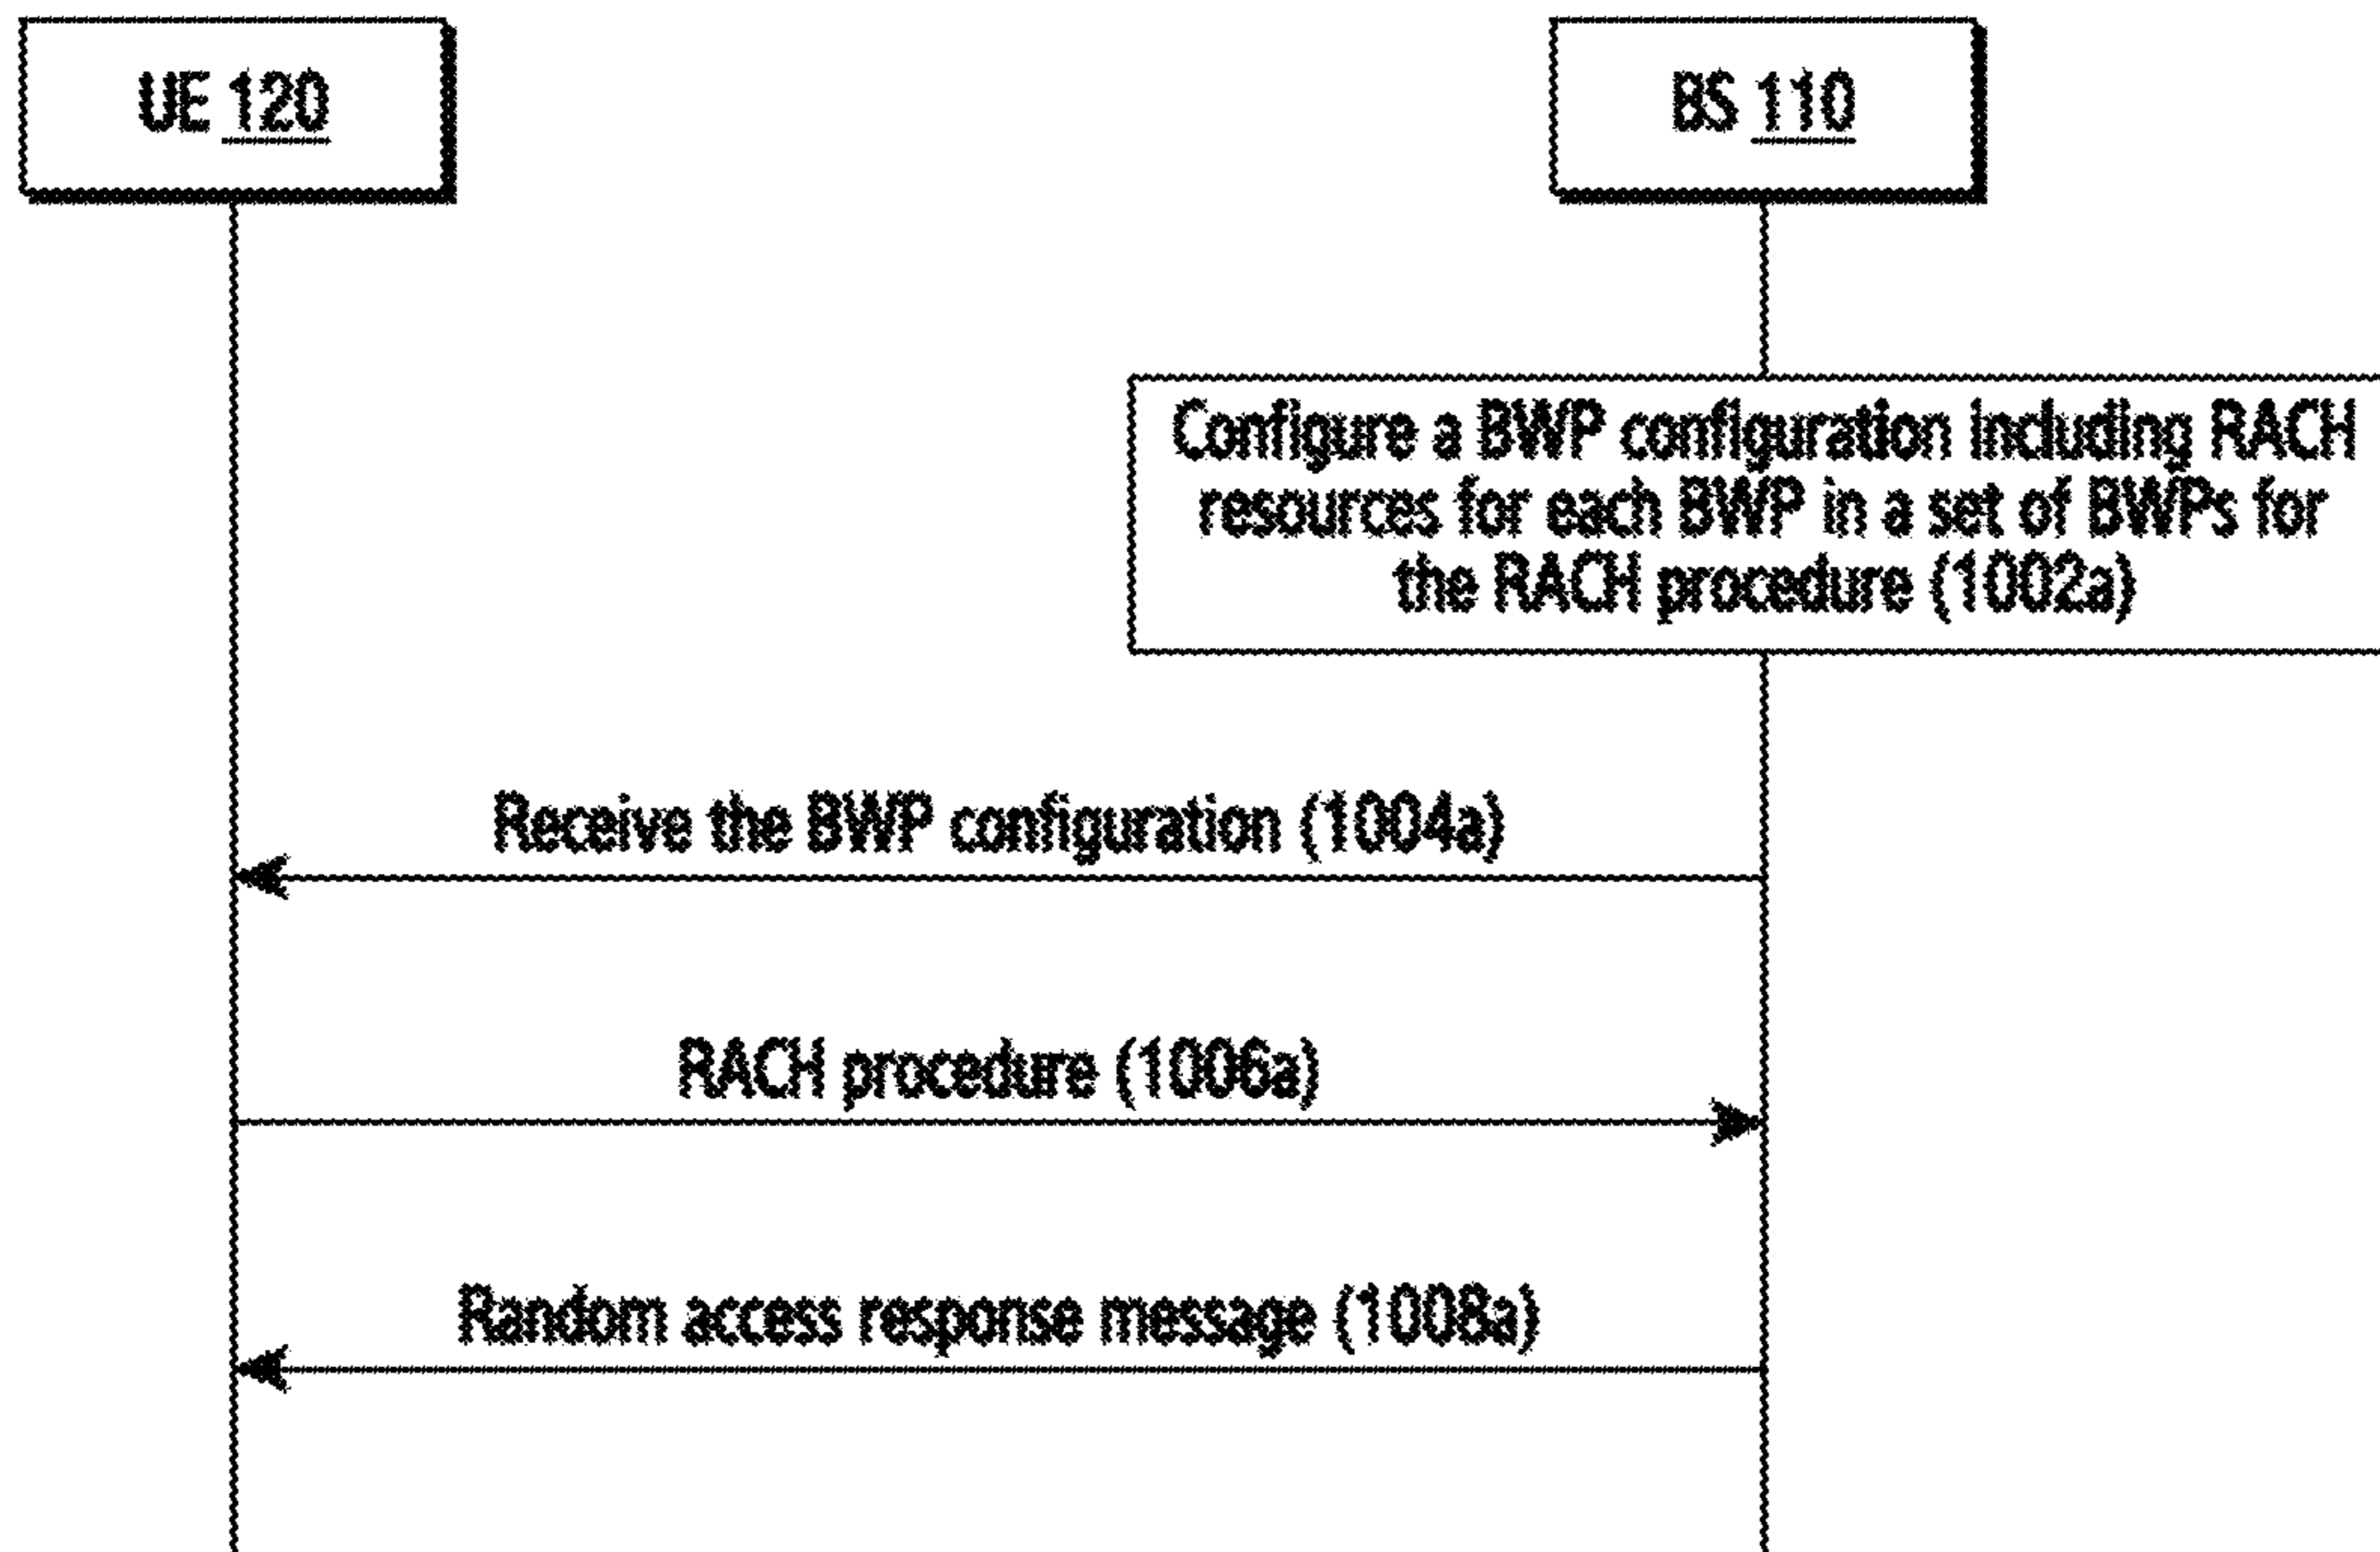 UE 120
BS 110
Configure a BWP configuration including RACH
resources for each BWP in a set of BWPs for
the RACH procedure (1002a)
Receive the BWP configuration (1004a)
RACH procedure (1006a)
Random access response message (1008a)